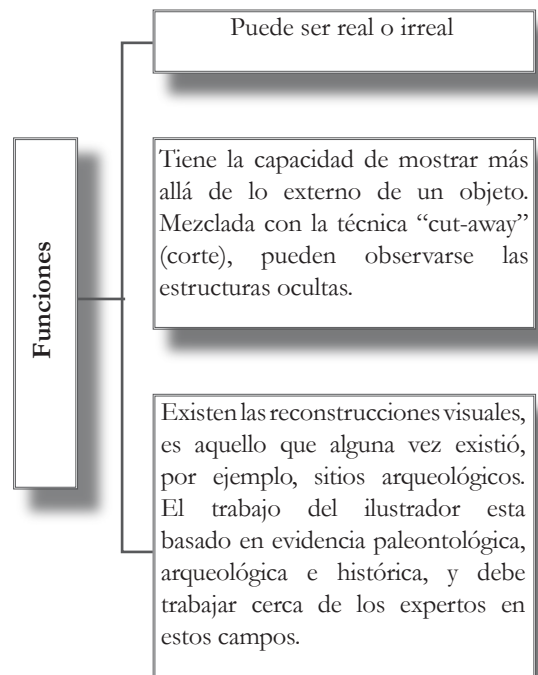 Puede ser real o irreal
Funciones
Tiene la capacidad de mostrar más
allá de lo externo de un objeto.
Mezclada con la técnica “cut-away”
(corte), pueden observarse las
estructuras ocultas.
Existen las reconstrucciones visuales,
es aquello que alguna vez existió,
por ejemplo, sitios arqueológicos.
El trabajo del ilustrador esta
basado en evidencia paleontológica,
arqueológica e histórica, y debe
trabajar cerca de los expertos en
estos campos.